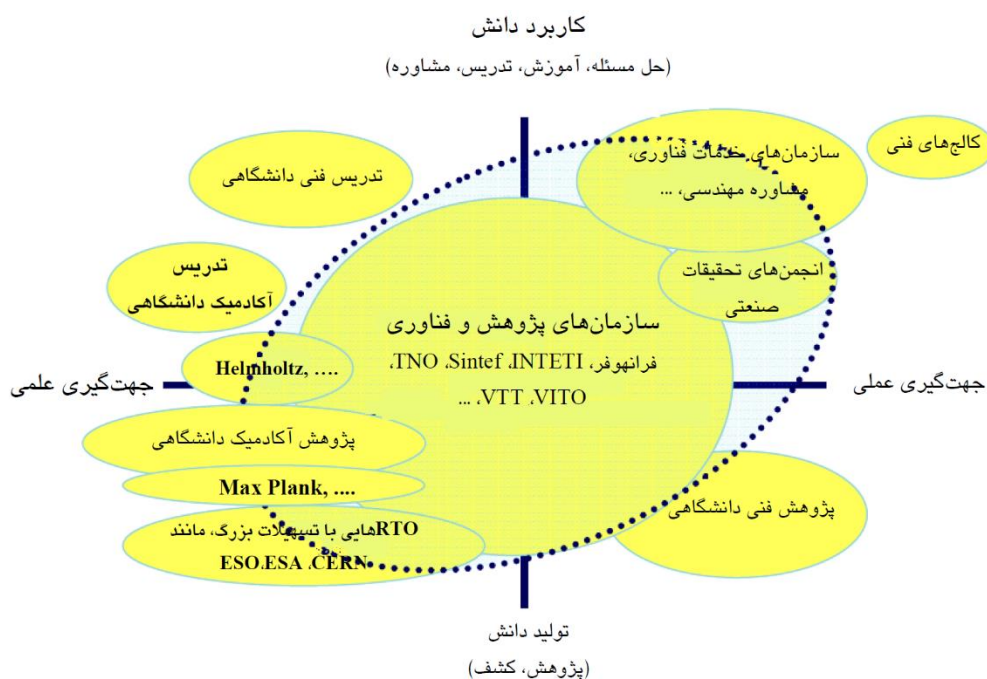 کاربرد دانش
(حل مسئله، آموزش، تدریس، مشاوره)
کالج‌های فنی
سازمان‌های خدمات فناوری،
مشاوره مهندسی، ...
تدریس فنی دانشگاهی
انجمن‌های تحقیقات
صنعتی
تدریس
آکادمیک دانشگاهی
سازمان‌های پژوهش و فناوری
فرانهوفر، INTETI، Sintef، TNO،
VITO، VTT، ...
Helmholtz, ....
جهت‌گیری عملی
جهت‌گیری علمی
پژوهش آکادمیک دانشگاهی
Max Plank, ....
پژوهش فنی دانشگاهی
RTOهایی با تسهیلات بزرگ، مانند
CERN، ESA،ESO
تولید دانش
(پژوهش، کشف)